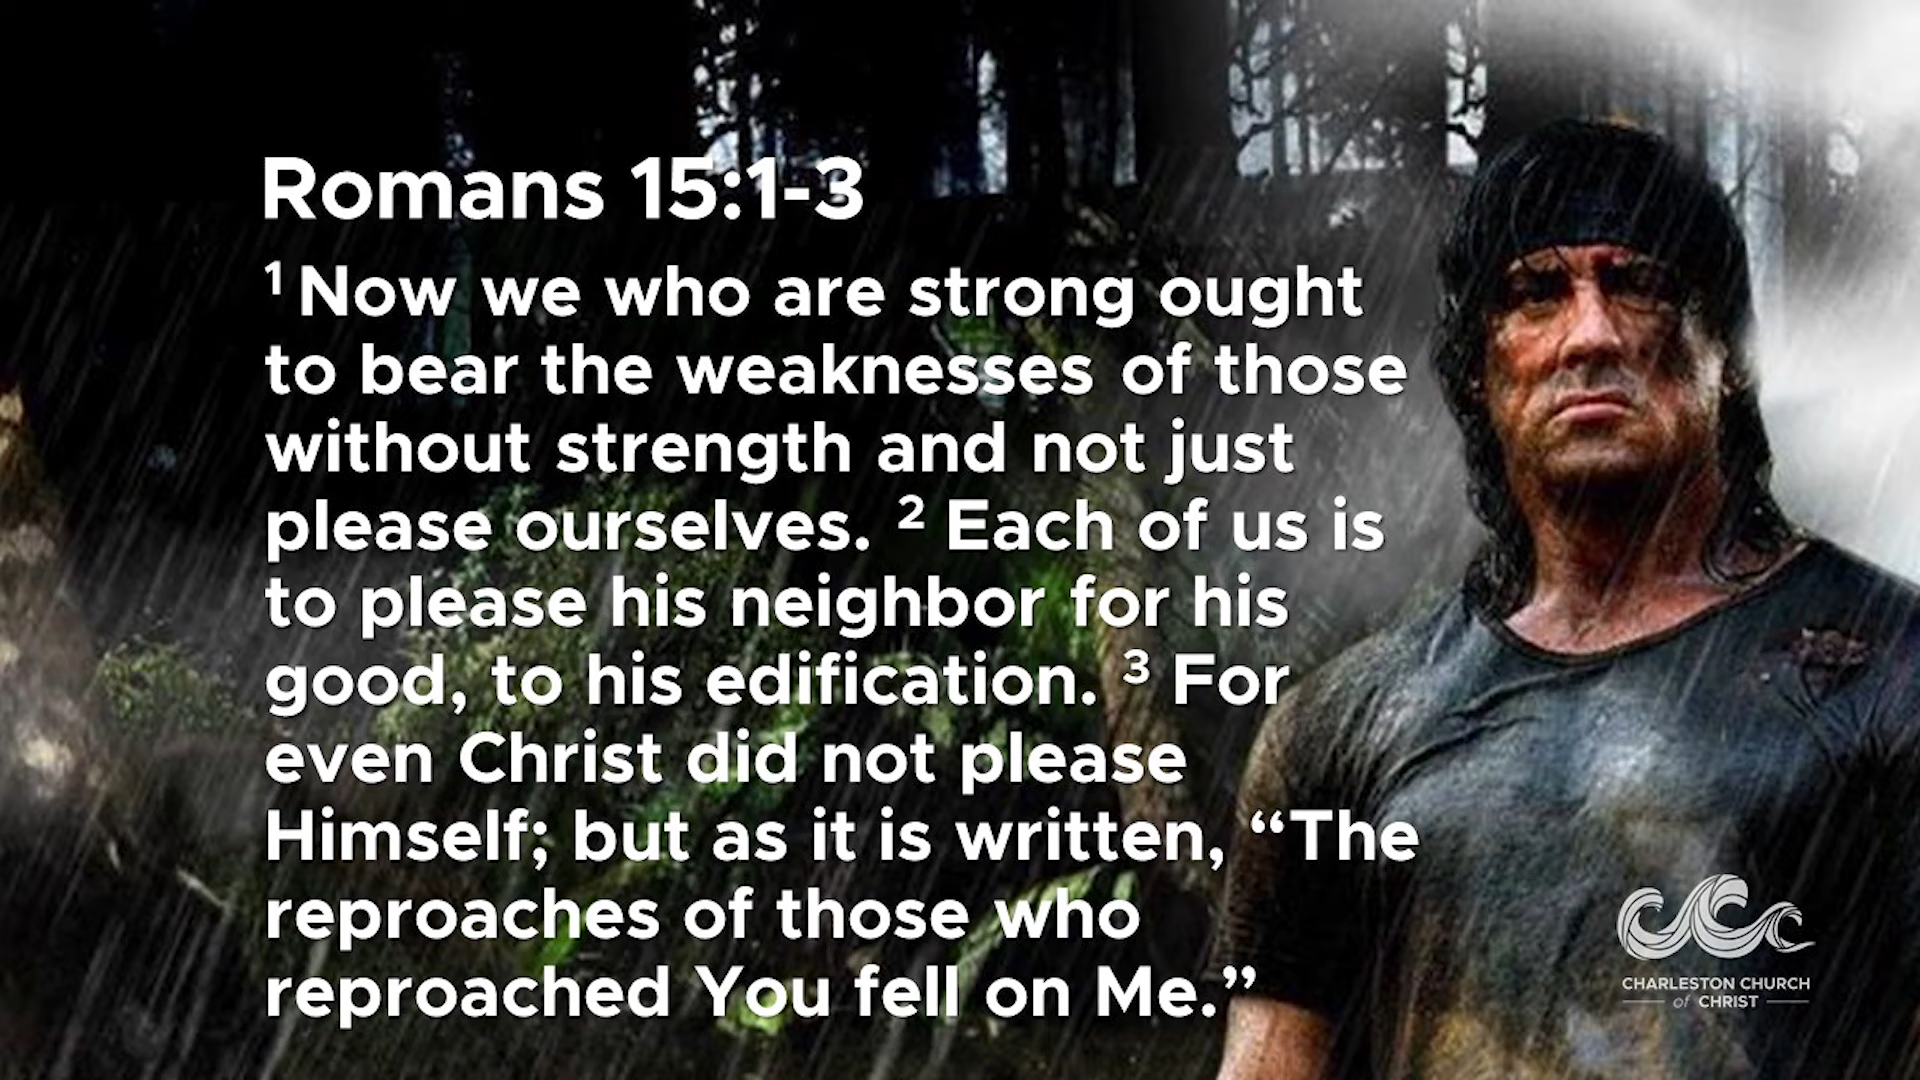 Romans 15:1-3
1 Now we who are strong ought
to bear the weaknesses of those
without strength and not just
please ourselves. 2 Each of us is
to please his neighbor for his
good, to his edification. 3 For
even Christ did not please
Himself; but as it is written, “The
reproaches of those who
reproached You fell on Me.”
CHARLESTON CHURCH
of CHRIST